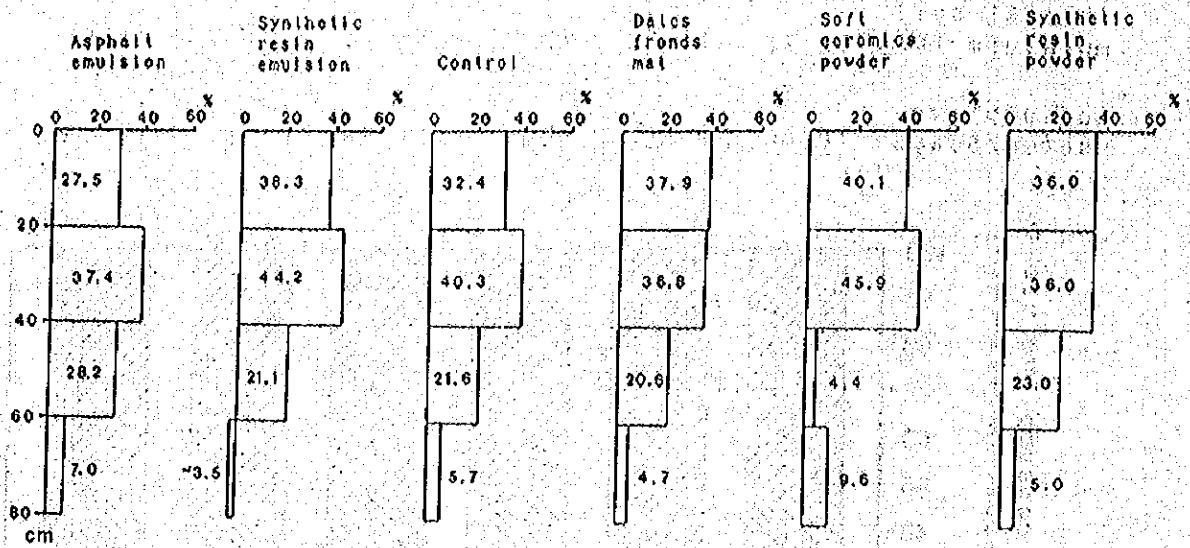 Asphalt
emulsion
Synthetic
resin
emulsion
Control
Dates
fronds
mat
Soft
ceramics
powder
Synthetic
resin
powder
0 20 40 60 %
0 20 40 60 %
0 20 40 60 %
0 20 40 60 %
0 20 40 60 %
0 20 40 60 %
0
27.5 38.3 32.4 37.9 40.1 36.0
20
37.4 44.2 40.3 36.8 45.9 36.0
40
28.2 21.1 21.6 20.6 4.4 23.0
60
7.0 ~3.5 5.7 4.7 9.6 5.0
80
cm